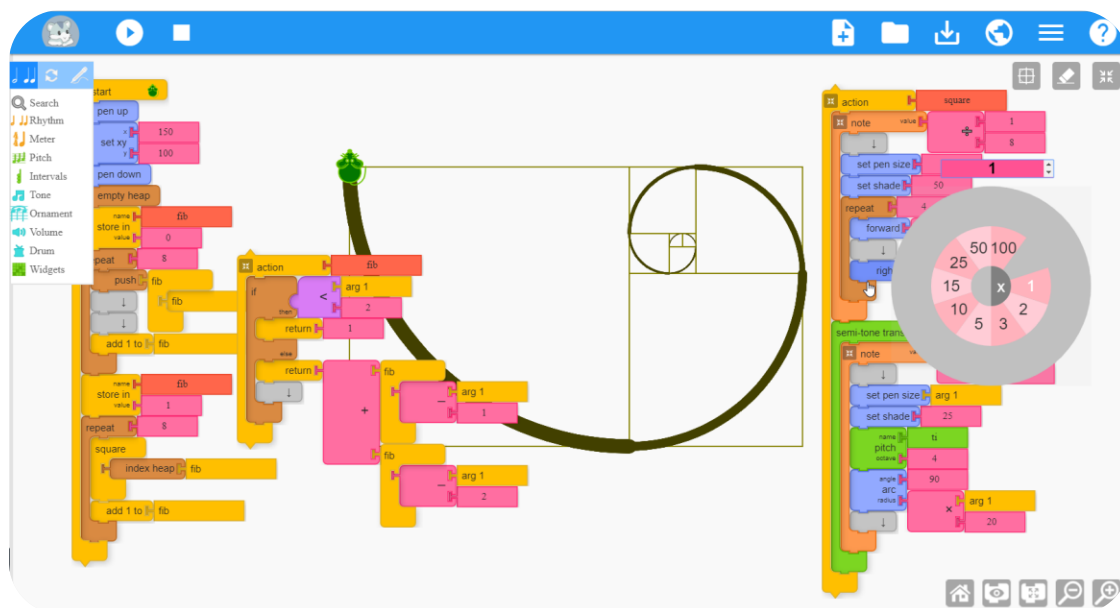 start
pen up
set xy
x
150
y
100
pen down
empty heap
store in
name
fib
value
0
8
push
fib
fib
add 1 to
fib
store in
name
fib
value
1
repeat
8
square
index heap
fib
add 1 to
fib
Search
Rhythm
Meter
Pitch
Intervals
Tone
Ornament
Volume
Drum
Widgets
action
fib
if
<
arg 1
2
then
return
1
else
return
+
fib
–
arg 1
1
fib
–
arg 1
2
action
square
note
value
÷
1
8
set pen size
1
set shade
50
repeat
4
forward
semi-tone
note
set pen size
arg 1
set shade
25
pitch
name
ti
octave
4
arc
angle
90
radius
×
arg 1
20
50
100
25
15
10
5
3
2
1
x
?